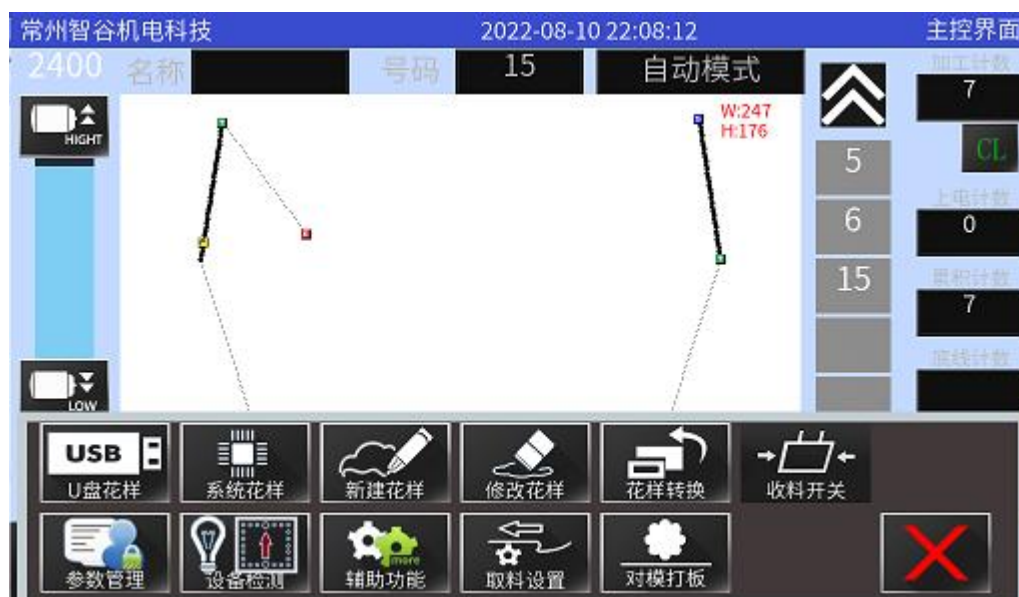 常州智谷机电科技 2022-08-10 22:08:12 主控界面
2400 名称 号码 15 自动模式 加工计数
7
HIGHT
W:247
H:176
CL
5
上电计数
6
0
15
累积计数
7
底线计数
LOW
USB
U盘花样 系统花样 新建花样 修改花样 花样转换 收料开关
more
参数管理 设备检测 辅助功能 取料设置 对模打板